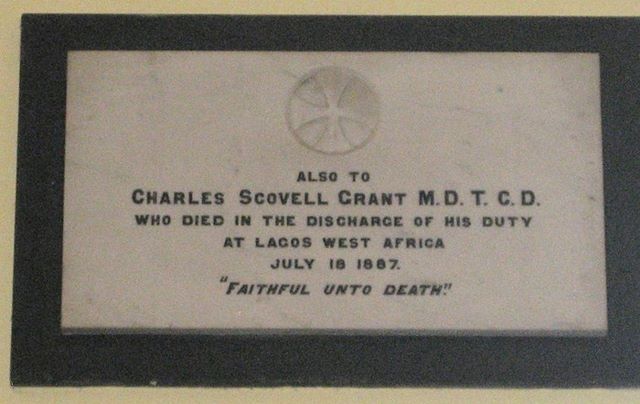 ALSO TO
CHARLES SCOVELL GRANT M.D. T. C. D.
WHO DIED IN THE DISCHARGE OF HIS DUTY
AT LAGOS WEST AFRICA
JULY 18 1887.
"FAITHFUL UNTO DEATH."